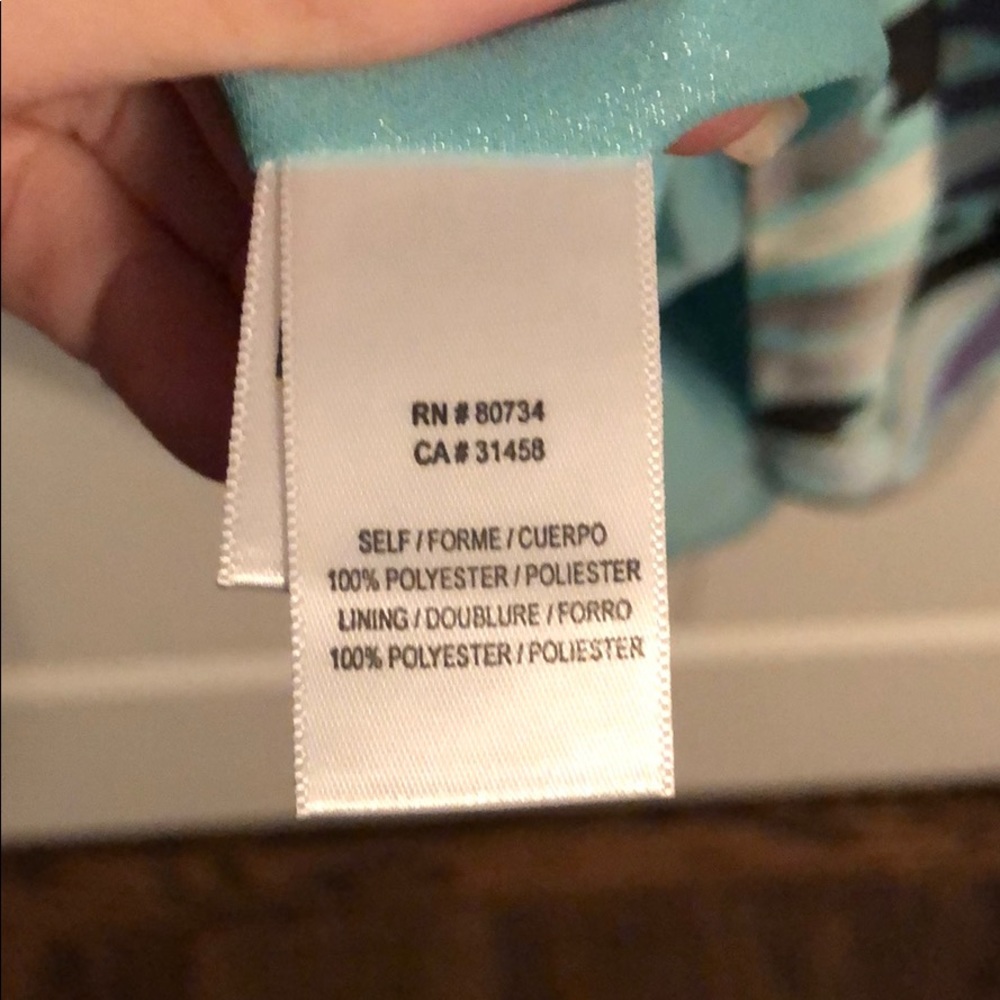 RN # 80734
CA # 31458
SELF / FORME / CUERPO
100% POLYESTER / POLIESTER
LINING / DOUBLURE / FORRO
100% POLYESTER / POLIESTER